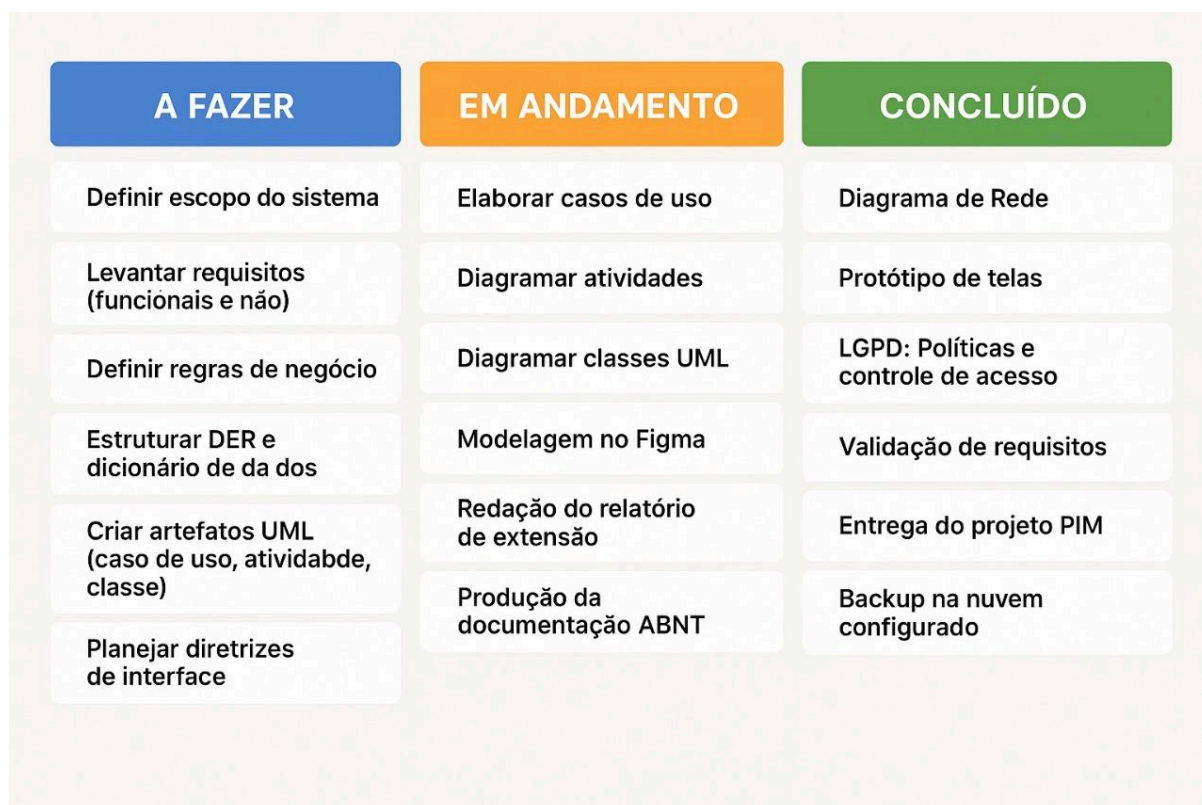 A FAZER
Definir escopo do sistema
Levantar requisitos
(funcionais e não)
Definir regras de negócio
Estruturar DER e
dicionário de da dos
Criar artefatos UML
(caso de uso, atividabde,
classe)
Planejar diretrizes
de interface
EM ANDAMENTO
Elaborar casos de uso
Diagramar atividades
Diagramar classes UML
Modelagem no Figma
Redação do relatório
de extensão
Produção da
documentação ABNT
CONCLUÍDO
Diagrama de Rede
Protótipo de telas
LGPD: Políticas e
controle de acesso
Validação de requisitos
Entrega do projeto PIM
Backup na nuvem
configurado